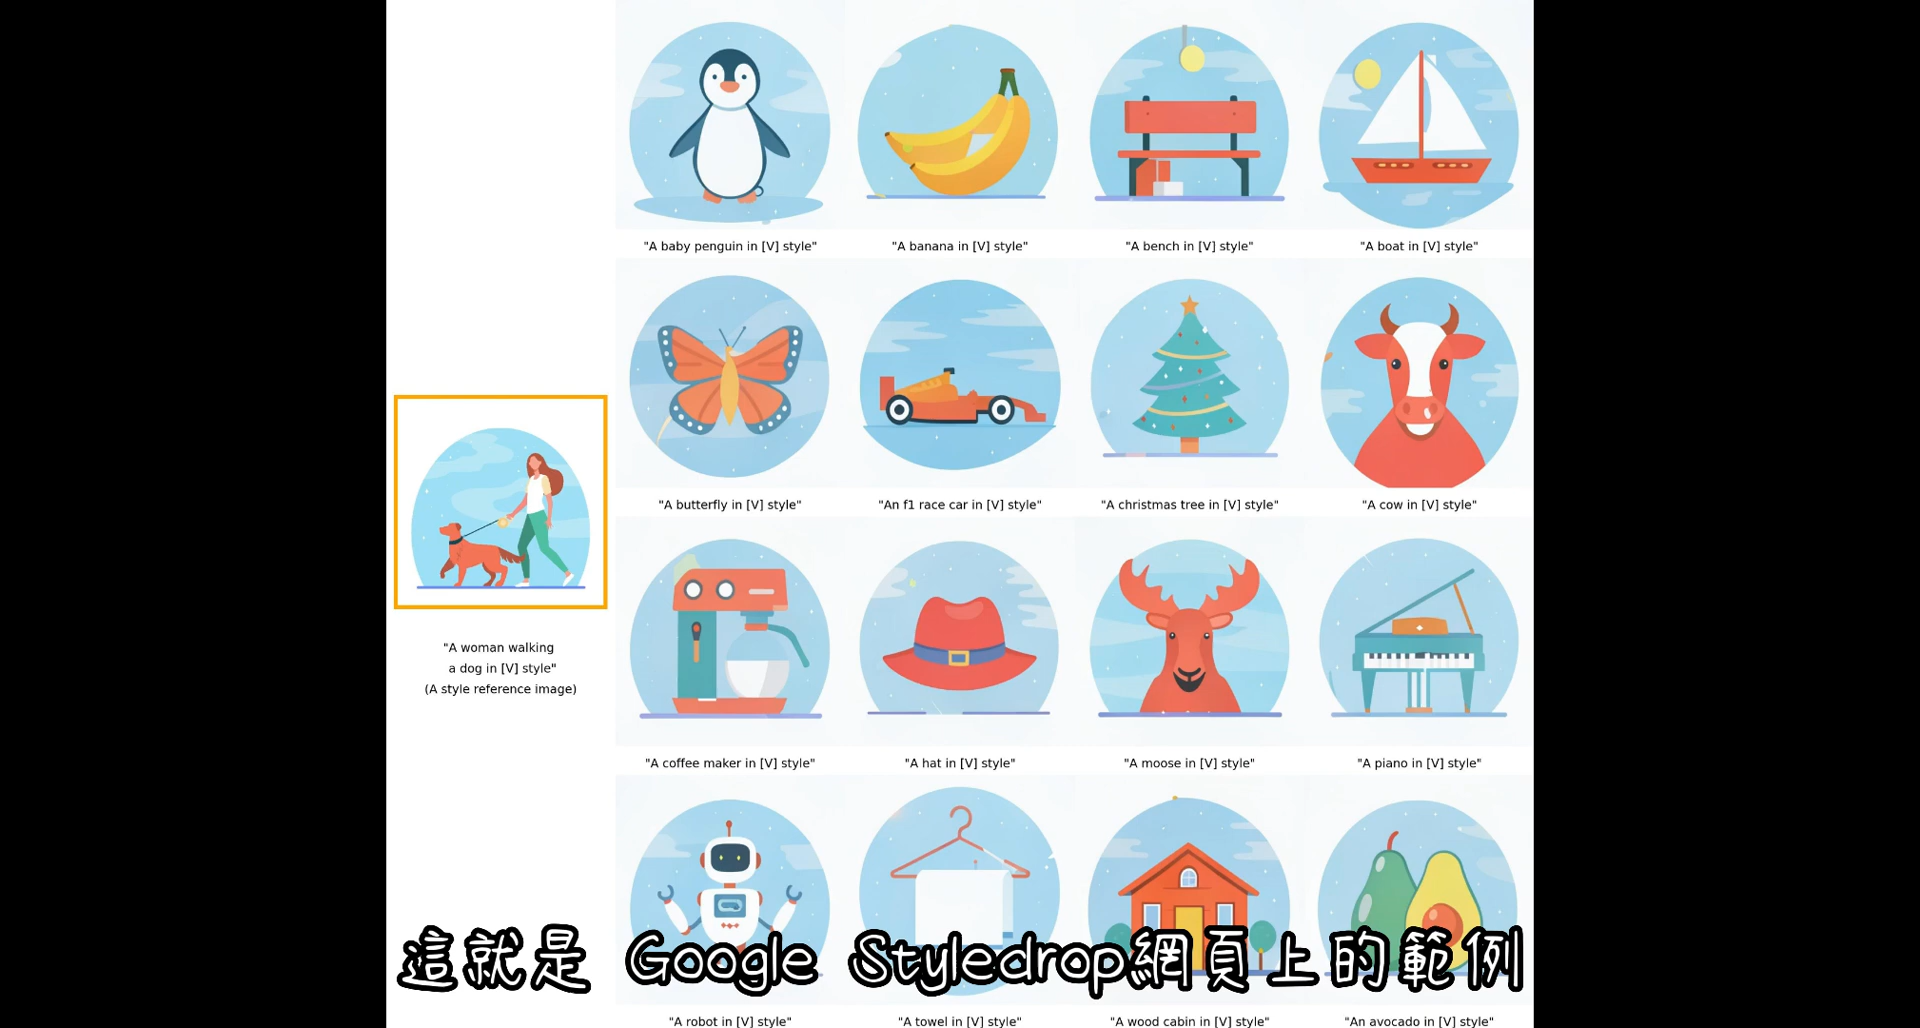 "A baby penguin in [V] style"
"A banana in [V] style"
"A bench in [V] style"
"A boat in [V] style"
"A butterfly in [V] style"
"An f1 race car in [V] style"
"A christmas tree in [V] style"
"A cow in [V] style"
"A woman walking
a dog in [V] style"
(A style reference image)
"A coffee maker in [V] style"
"A hat in [V] style"
"A moose in [V] style"
"A piano in [V] style"
這就是 Google Styledrop網頁上的範例
"A robot in [V] style"
"A towel in [V] style"
"A wood cabin in [V] style"
"An avocado in [V] style"